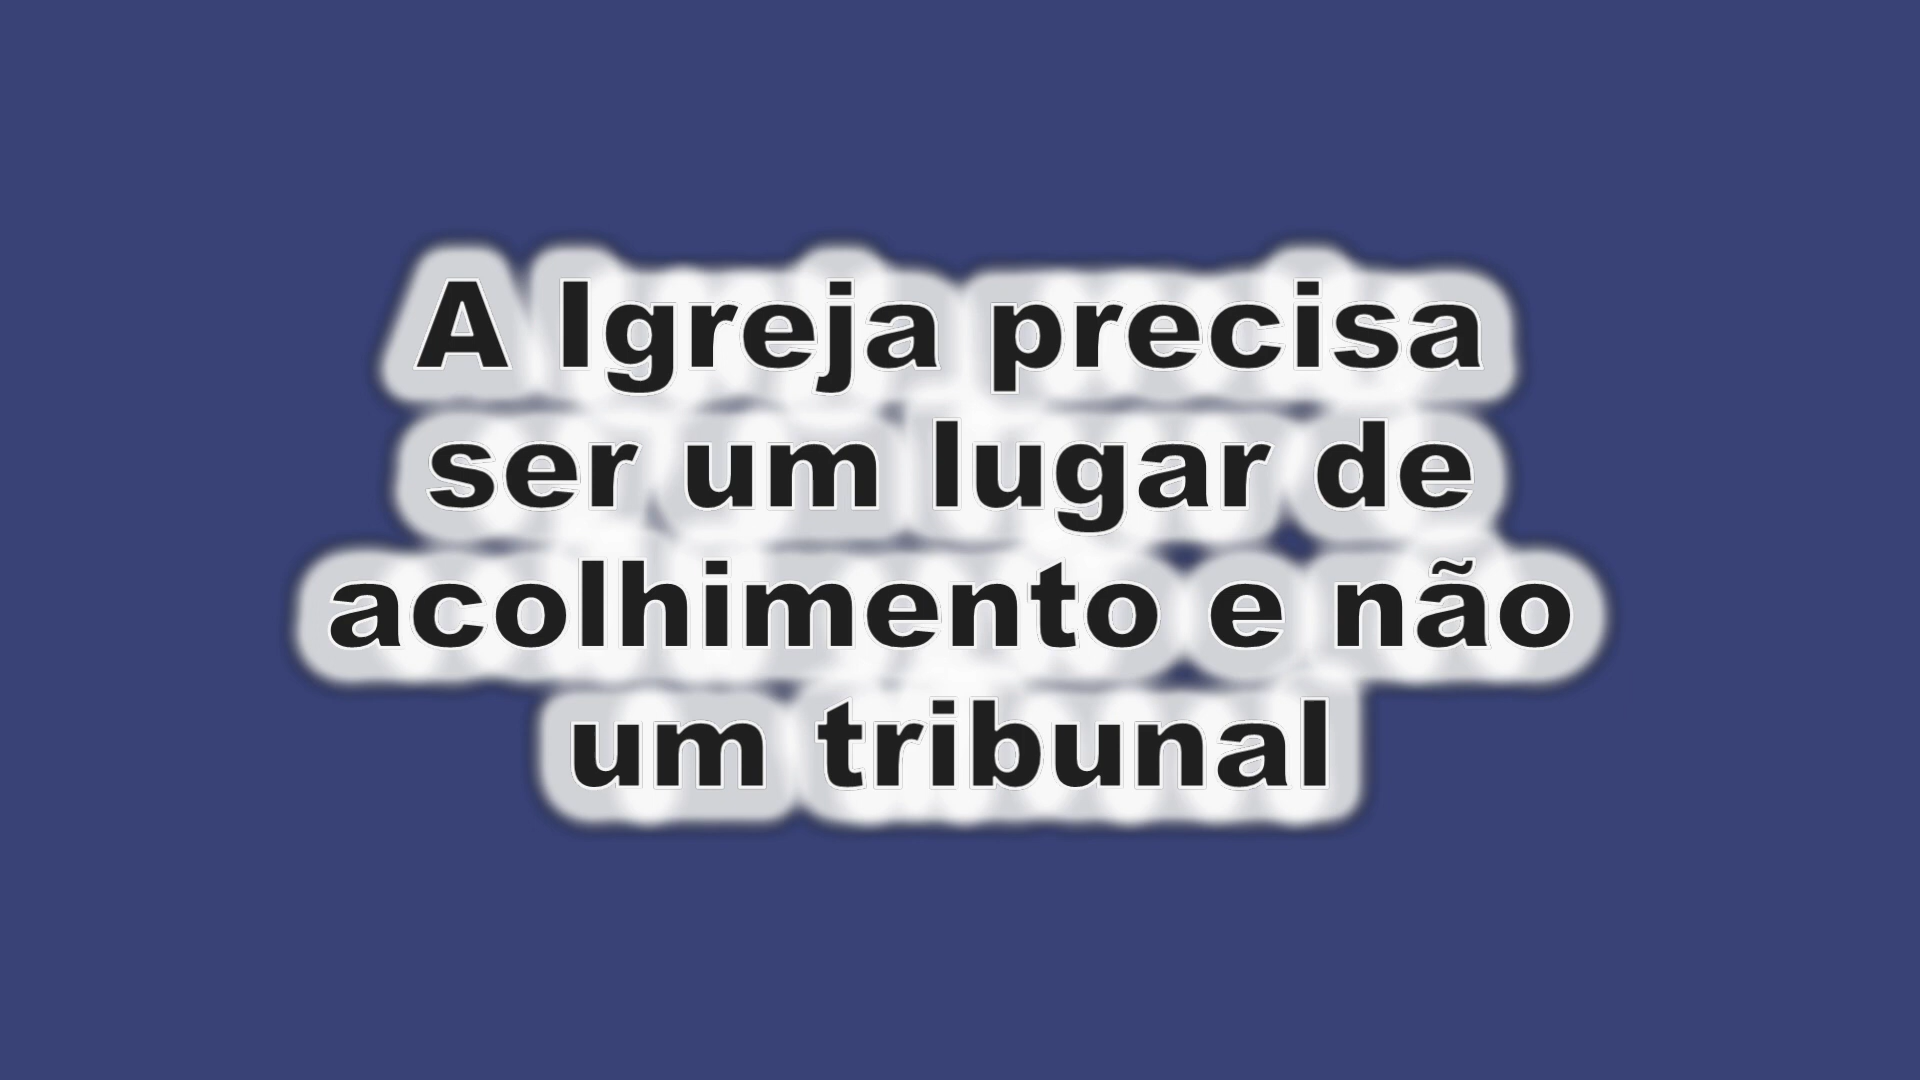 A Igreja precisa
ser um lugar de
acolhimento e não
um tribunal